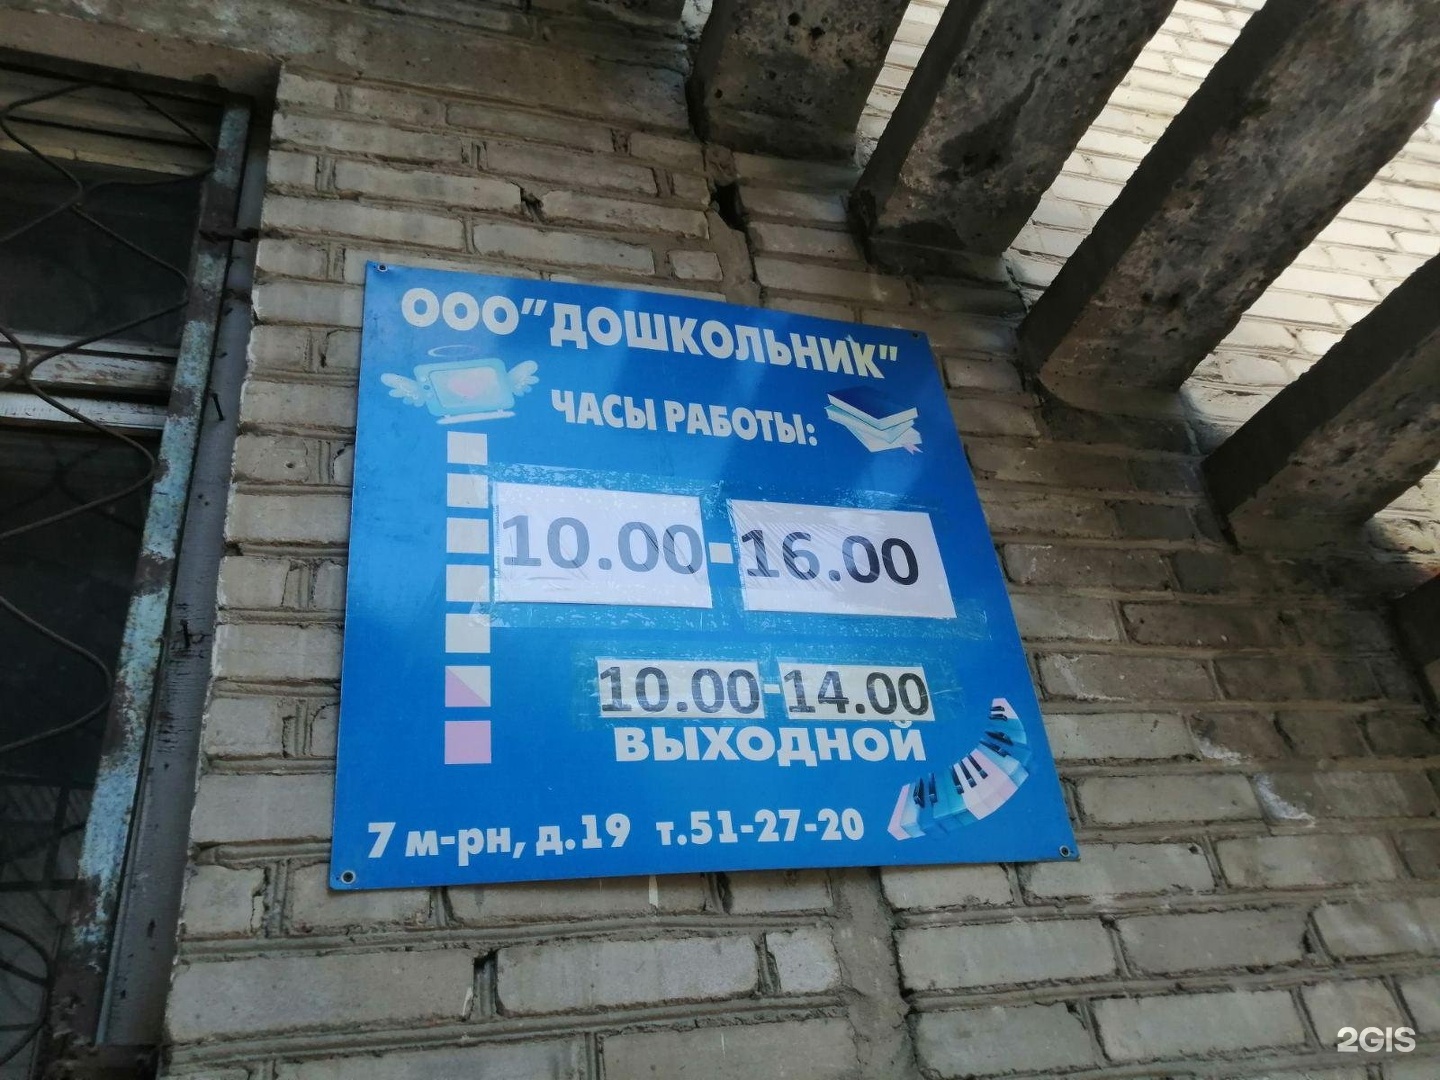 ООО"ДОШКОЛЬНИК"
ЧАСЫ РАБОТЫ:
10.00-16.00
10.00-14.00
ВЫХОДНОЙ
7 м-рн, д.19 т.51-27-20
2GIS